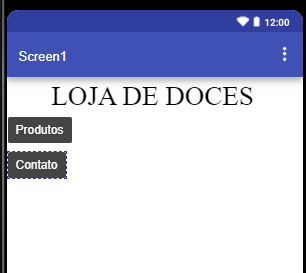 12:00
Screen1
LOJA DE DOCES
Produtos
Contato